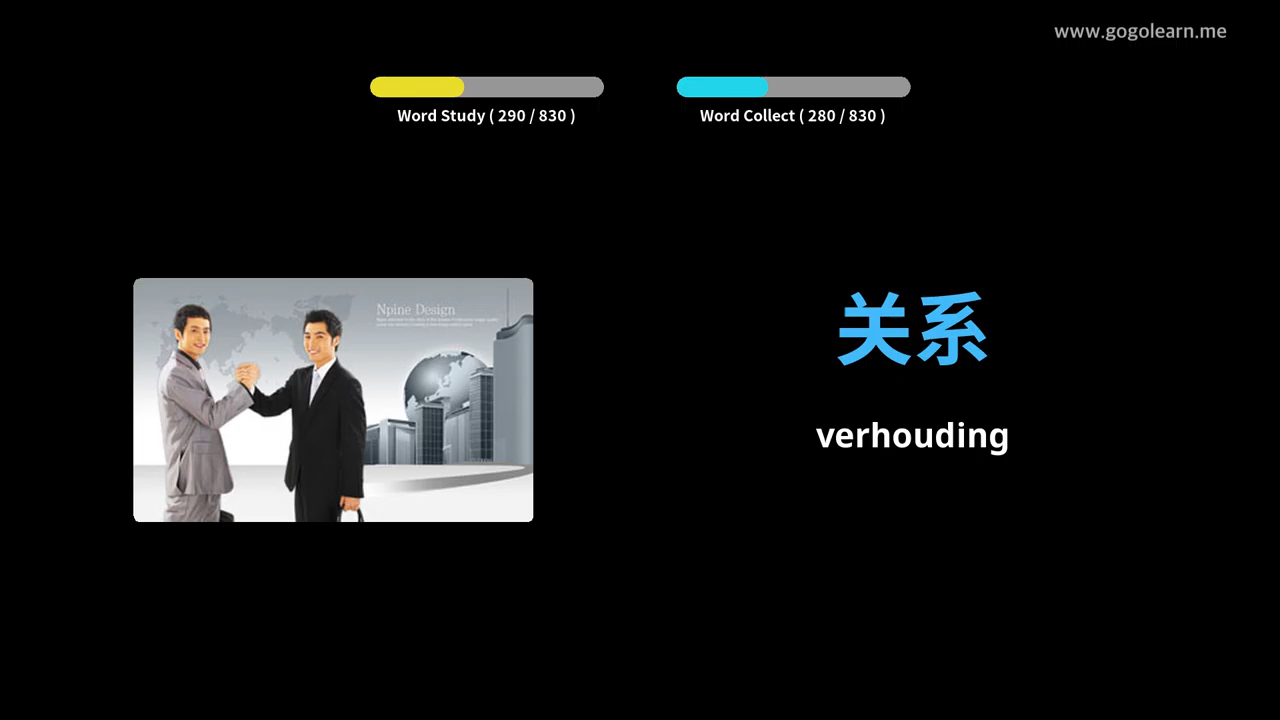 www.gogolearn.me
Word Study ( 290 / 830 )
Word Collect ( 280 / 830 )
Npine Design
关系
verhouding